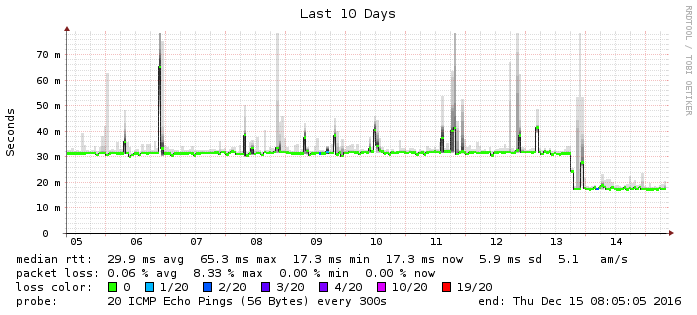 Last 10 Days
RRDTOOL / TOBI OETIKER
Seconds
70 m
60 m
50 m
40 m
30 m
20 m
10 m
0
05 06 07 08 09 10 11 12 13 14
median rtt: 29.9 ms avg 65.3 ms max 17.3 ms min 17.3 ms now 5.9 ms sd 5.1 am/s
packet loss: 0.06 % avg 8.33 % max 0.00 % min 0.00 % now
loss color: 0 1/20 2/20 3/20 4/20 10/20 19/20
probe: 20 ICMP Echo Pings (56 Bytes) every 300s end: Thu Dec 15 08:05:05 2016